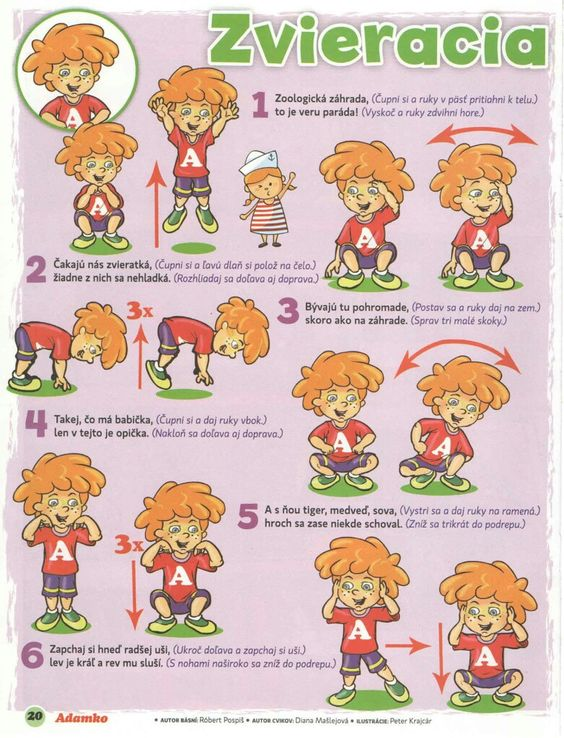 Zvieracia
1 Zoologická záhrada, (Čupni si a ruky v päsť pritiahni k telu.)
to je veru paráda! (Vyskoč a ruky zdvihni hore.)
A
A
A
A
A
2 Čakajú nás zvieratká, (Čupni si a ľavú dlaň si polož na čelo.)
žiadne z nich sa nehladká. (Rozhliadaj sa doľava aj doprava.)
3x
3 Bývajú tu pohromade, (Postav sa a ruky daj na zem.)
skoro ako na záhrade. (Sprav tri malé skoky.)
4 Takej, čo má babička, (Čupni si a daj ruky vbok.)
len v tejto je opička. (Nakloň sa doľava aj doprava.)
A
A
5 A s ňou tiger, medveď, sova, (Vystri sa a daj ruky na ramená.)
hroch sa zase niekde schoval. (Zníž sa trikrát do podrepu.)
A
3x
A
6 Zapchaj si hneď radšej uši, (Ukroč doľava a zapchaj si uši.)
lev je kráľ a rev mu sluší. (S nohami naširoko sa zníž do podrepu.)
A
A
20 Adamko
• AUTOR BÁSNÍ: Róbert Pospiš • AUTOR CVIKOV: Diana Mašlejová • ILUSTRÁCIE: Peter Krajcár